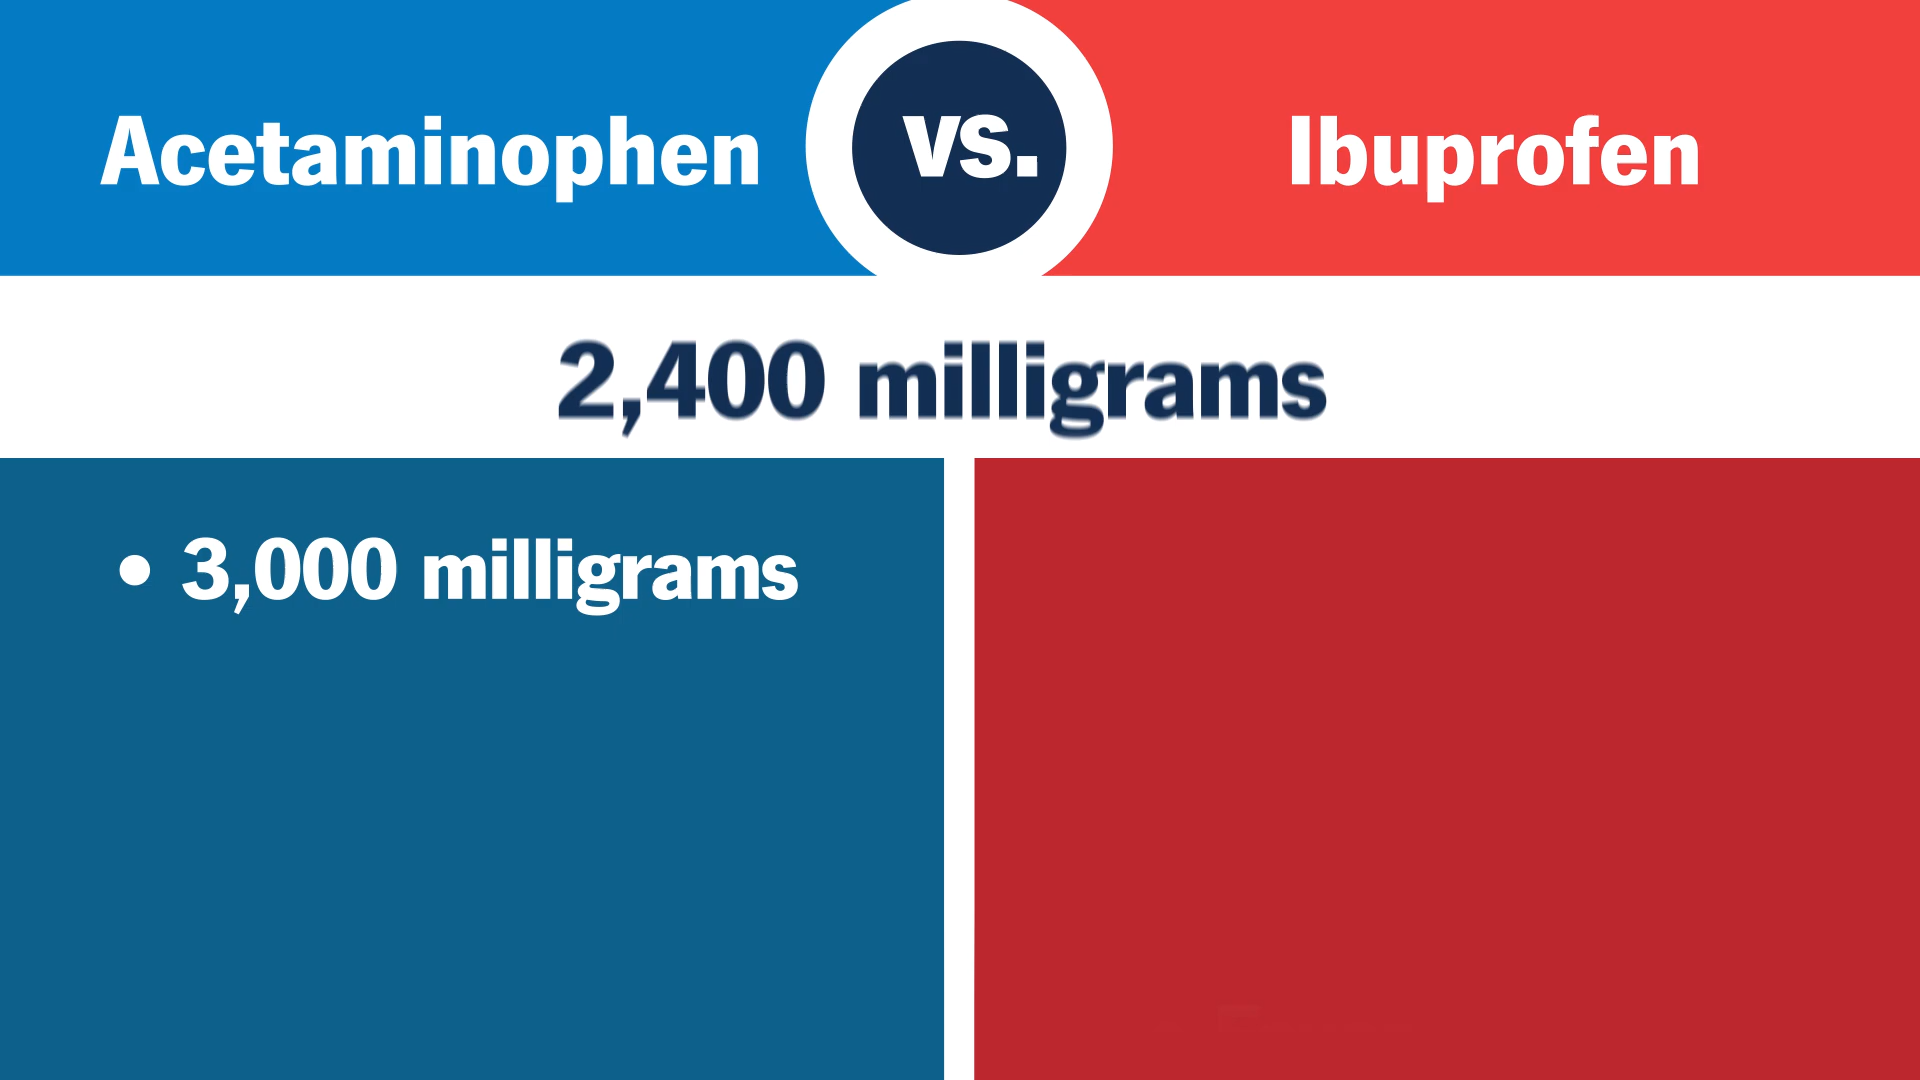 Acetaminophen vs. Ibuprofen
2,400 milligrams
• 3,000 milligrams